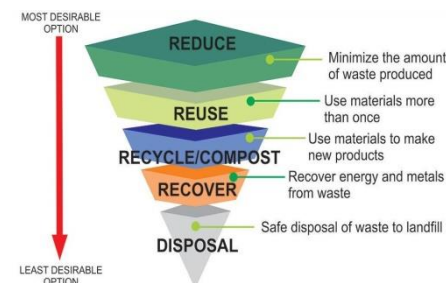 MOST DESIRABLE
OPTION
REDUCE
Minimize the amount
of waste produced
REUSE
Use materials more
than once
RECYCLE/COMPOST
Use materials to make
new products
RECOVER
Recover energy and metals
from waste
DISPOSAL
Safe disposal of waste to landfill
LEAST DESIRABLE
OPTION